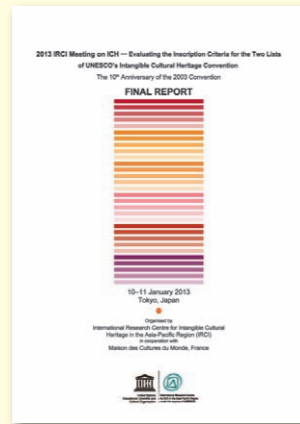 2013 IRCI Meeting on ICH — Evaluating the Inscription Criteria for the Two Lists
of UNESCO's Intangible Cultural Heritage Convention
The 10th Anniversary of the 2003 Convention
FINAL REPORT
10–11 January 2013
Tokyo, Japan
Organised by
International Research Centre for Intangible Cultural
Heritage in the Asia-Pacific Region (IRCI)
in cooperation with
Maison des Cultures du Monde, France